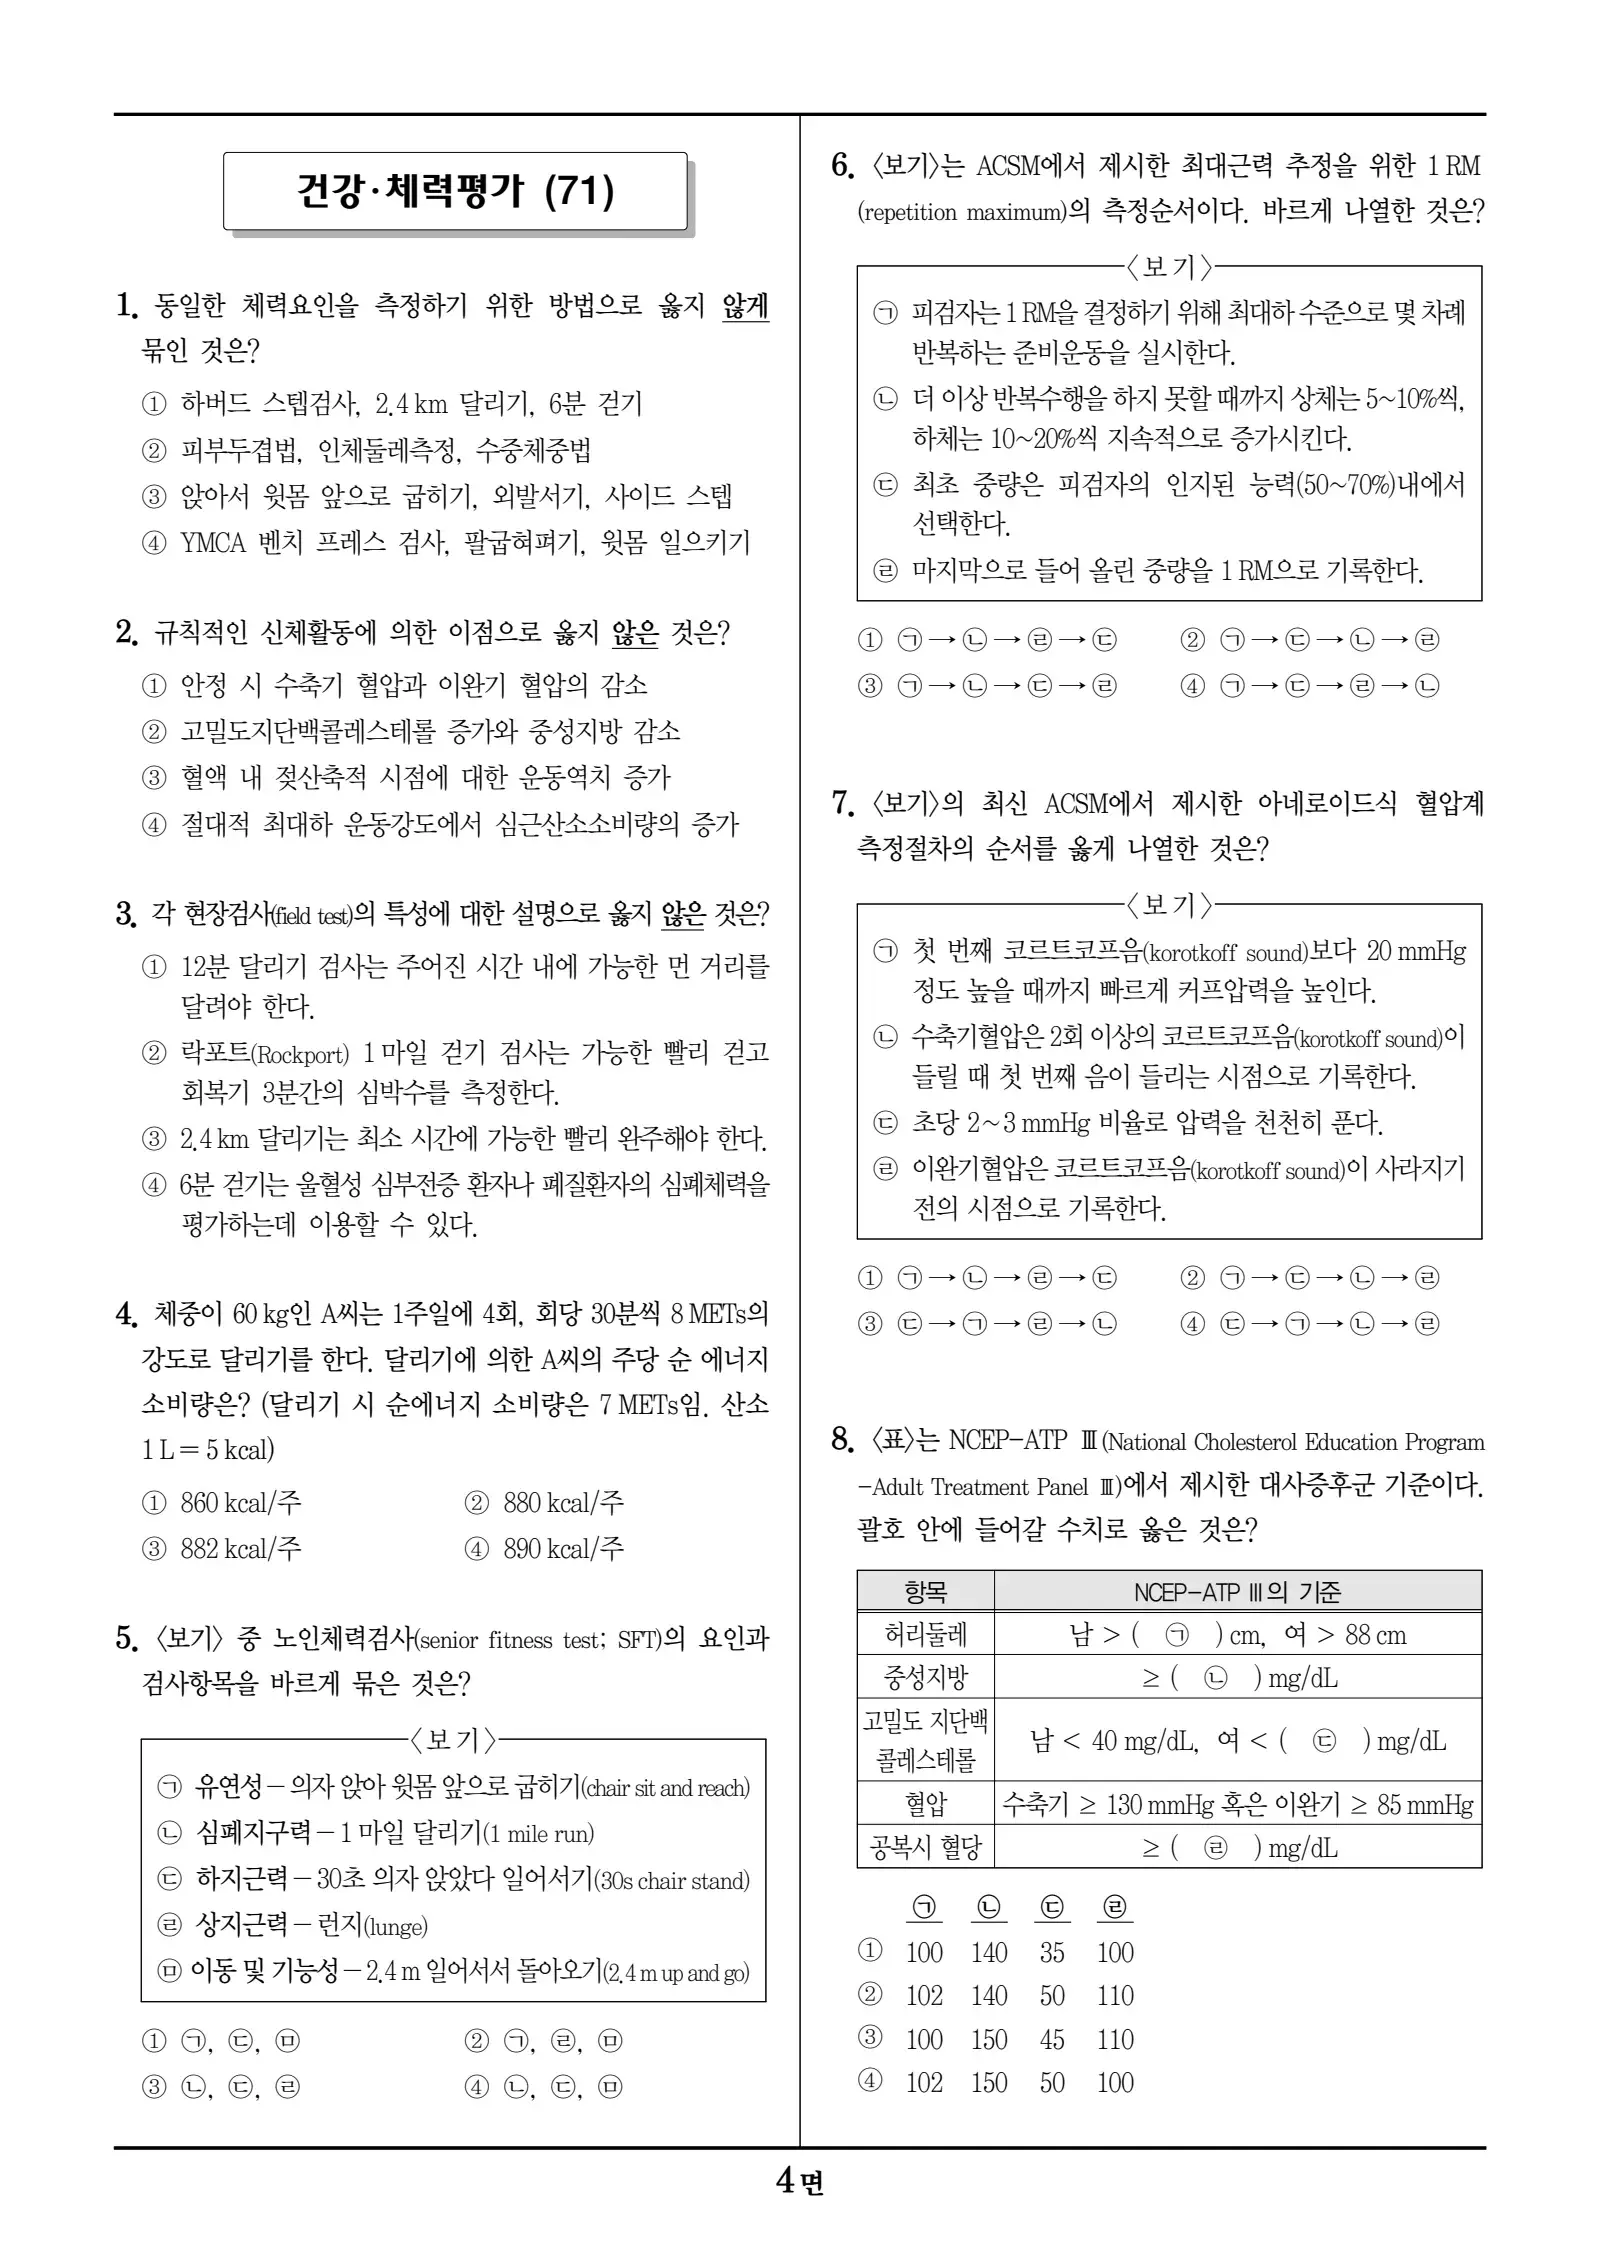 건강·체력평가 (71)
1. 동일한 체력요인을 측정하기 위한 방법으로 옳지 않게
묶인 것은?
① 하버드 스텝검사, 2.4 km 달리기, 6분 걷기
② 피부두겹법, 인체둘레측정, 수중체중법
③ 앉아서 윗몸 앞으로 굽히기, 외발서기, 사이드 스텝
④ YMCA 벤치 프레스 검사, 팔굽혀펴기, 윗몸 일으키기
2. 규칙적인 신체활동에 의한 이점으로 옳지 않은 것은?
① 안정 시 수축기 혈압과 이완기 혈압의 감소
② 고밀도지단백콜레스테롤 증가와 중성지방 감소
③ 혈액 내 젖산축적 시점에 대한 운동역치 증가
④ 절대적 최대하 운동강도에서 심근산소소비량의 증가
3. 각 현장검사(field test)의 특성에 대한 설명으로 옳지 않은 것은?
① 12분 달리기 검사는 주어진 시간 내에 가능한 먼 거리를
달려야 한다.
② 락포트(Rockport) 1마일 걷기 검사는 가능한 빨리 걷고
회복기 3분간의 심박수를 측정한다.
③ 2.4 km 달리기는 최소 시간에 가능한 빨리 완주해야 한다.
④ 6분 걷기는 울혈성 심부전증 환자나 폐질환자의 심폐체력을
평가하는데 이용할 수 있다.
4. 체중이 60 kg인 A씨는 1주일에 4회, 회당 30분씩 8 METs의
강도로 달리기를 한다. 달리기에 의한 A씨의 주당 순 에너지
소비량은? (달리기 시 순에너지 소비량은 7 METs임. 산소
1 L = 5 kcal)
① 860 kcal/주 ② 880 kcal/주
③ 882 kcal/주 ④ 890 kcal/주
5. 〈보기〉 중 노인체력검사(senior fitness test; SFT)의 요인과
검사항목을 바르게 묶은 것은?
〈보 기〉
㉠ 유연성 - 의자 앉아 윗몸 앞으로 굽히기(chair sit and reach)
㉡ 심폐지구력 - 1마일 달리기(1 mile run)
㉢ 하지근력 - 30초 의자 앉았다 일어서기(30s chair stand)
㉣ 상지근력 - 런지(lunge)
㉤ 이동 및 기능성 - 2.4 m 일어서서 돌아오기(2.4 m up and go)
① ㉠, ㉢, ㉤ ② ㉠, ㉣, ㉤
③ ㉡, ㉢, ㉣ ④ ㉡, ㉢, ㉤
6. 〈보기〉는 ACSM에서 제시한 최대근력 추정을 위한 1 RM
(repetition maximum)의 측정순서이다. 바르게 나열한 것은?
〈보 기〉
㉠ 피검자는 1 RM을 결정하기 위해 최대하 수준으로 몇 차례
반복하는 준비운동을 실시한다.
㉡ 더 이상 반복수행을 하지 못할 때까지 상체는 5~10%씩,
하체는 10~20%씩 지속적으로 증가시킨다.
㉢ 최초 중량은 피검자의 인지된 능력(50~70%)내에서
선택한다.
㉣ 마지막으로 들어 올린 중량을 1 RM으로 기록한다.
① ㉠→㉡→㉣→㉢ ② ㉠→㉢→㉡→㉣
③ ㉠→㉡→㉢→㉣ ④ ㉠→㉢→㉣→㉡
7. 〈보기〉의 최신 ACSM에서 제시한 아네로이드식 혈압계
측정절차의 순서를 옳게 나열한 것은?
〈보 기〉
㉠ 첫 번째 코르트코프음(korotkoff sound)보다 20 mmHg
정도 높을 때까지 빠르게 커프압력을 높인다.
㉡ 수축기혈압은 2회 이상의 코르트코프음(korotkoff sound)이
들릴 때 첫 번째 음이 들리는 시점으로 기록한다.
㉢ 초당 2~3 mmHg 비율로 압력을 천천히 푼다.
㉣ 이완기혈압은 코르트코프음(korotkoff sound)이 사라지기
전의 시점으로 기록한다.
① ㉠→㉡→㉣→㉢ ② ㉠→㉢→㉡→㉣
③ ㉢→㉠→㉣→㉡ ④ ㉢→㉠→㉡→㉣
8. 〈표〉는 NCEP-ATP Ⅲ(National Cholesterol Education Program
-Adult Treatment Panel Ⅲ)에서 제시한 대사증후군 기준이다.
괄호 안에 들어갈 수치로 옳은 것은?
항목 NCEP-ATP Ⅲ의 기준
허리둘레 남 > ( ㉠ ) cm, 여 > 88 cm
중성지방 ≥ ( ㉡ ) mg/dL
고밀도 지단백
콜레스테롤 남 < 40 mg/dL, 여 < ( ㉢ ) mg/dL
혈압 수축기 ≥ 130 mmHg 혹은 이완기 ≥ 85 mmHg
공복시 혈당 ≥ ( ㉣ ) mg/dL
㉠ ㉡ ㉢ ㉣
① 100 140 35 100
② 102 140 50 110
③ 100 150 45 110
④ 102 150 50 100
4면